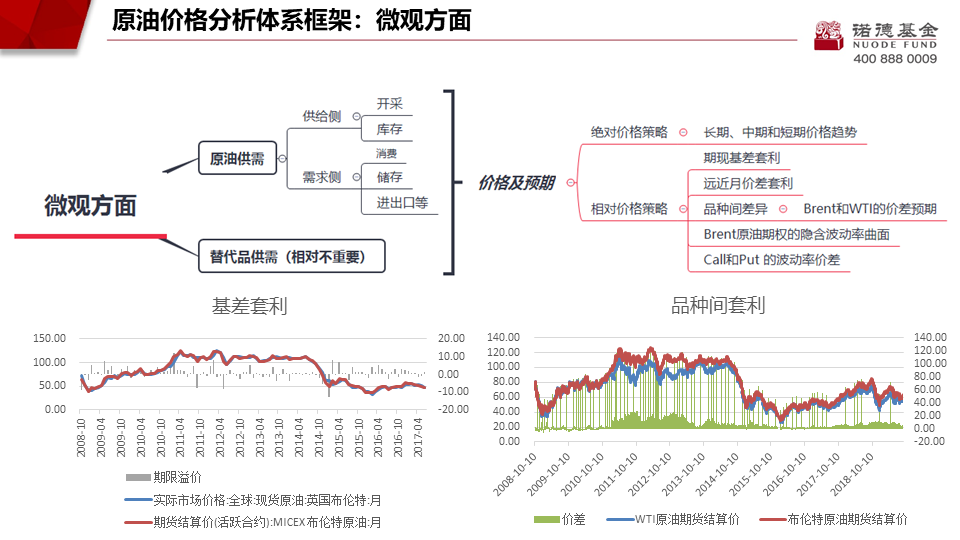 原油价格分析体系框架：微观方面
诺德基金
NUODE FUND
400 888 0009
微观方面
原油供需
供给侧
开采
库存
需求侧
消费
储存
进出口等
替代品供需（相对不重要）
价格及预期
绝对价格策略
长期、中期和短期价格趋势
相对价格策略
期现基差套利
远近月价差套利
品种间差异
Brent和WTI的价差预期
Brent原油期权的隐含波动率曲面
Call和Put 的波动率价差
基差套利
150.00
100.00
50.00
0.00
20.00
10.00
0.00
-10.00
-20.00
2008-10
2009-04
2009-10
2010-04
2010-10
2011-04
2011-10
2012-04
2012-10
2013-04
2013-10
2014-04
2014-10
2015-04
2015-10
2016-04
2016-10
2017-04
期限溢价
实际市场价格:全球:现货原油:英国布伦特:月
期货结算价(活跃合约):MICEX布伦特原油:月
品种间套利
140.00
120.00
100.00
80.00
60.00
40.00
20.00
0.00
140.00
120.00
100.00
80.00
60.00
40.00
20.00
0.00
-20.00
2008-10-10
2009-10-10
2010-10-10
2011-10-10
2012-10-10
2013-10-10
2014-10-10
2015-10-10
2016-10-10
2017-10-10
2018-10-10
价差
WTI原油期货结算价
布伦特原油期货结算价